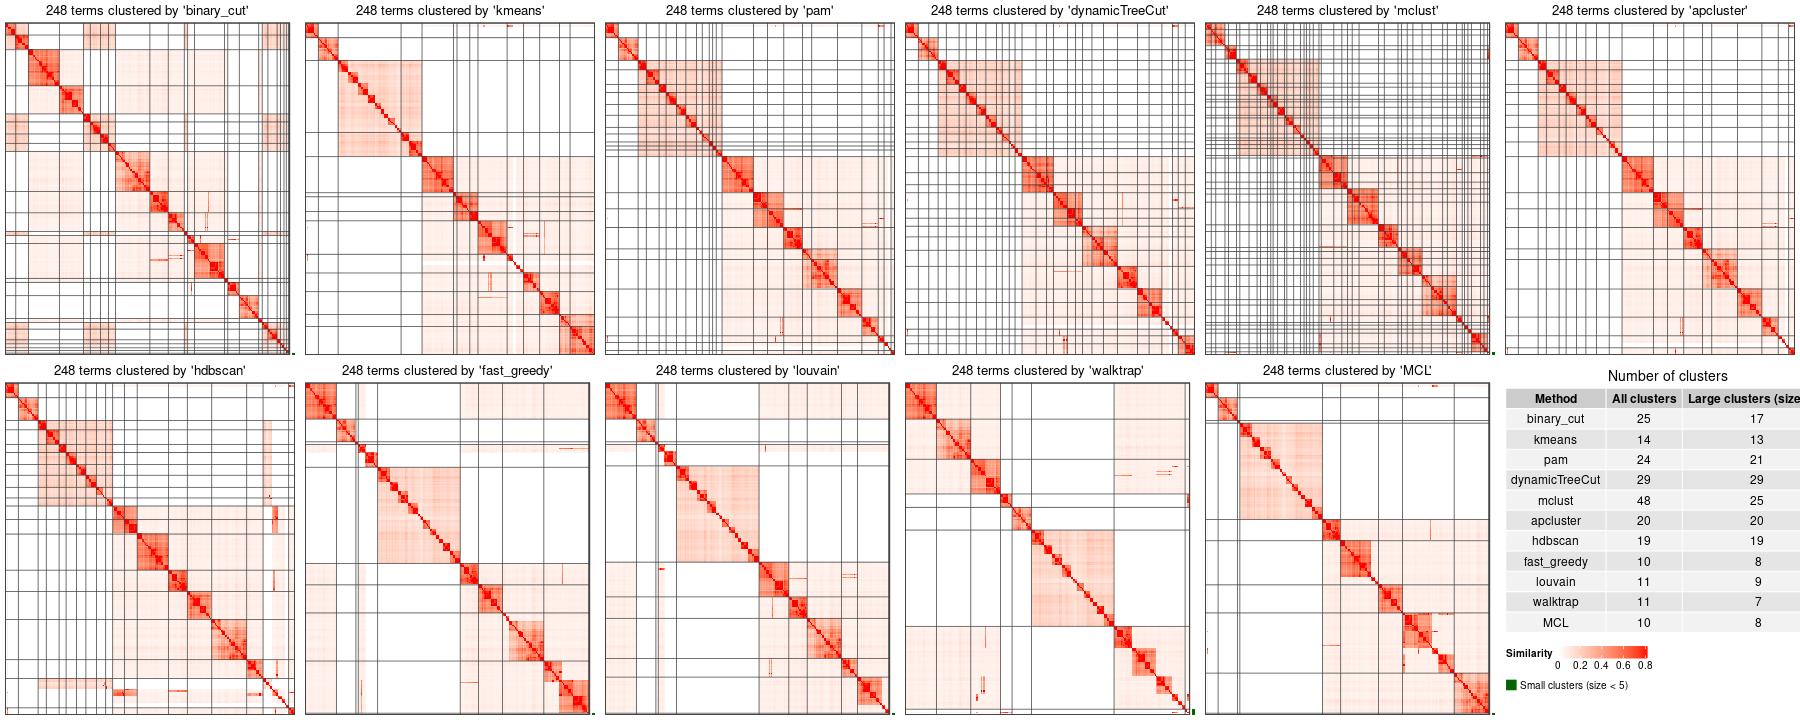 248 terms clustered by 'binary_cut'
248 terms clustered by 'kmeans'
248 terms clustered by 'pam'
248 terms clustered by 'dynamicTreeCut'
248 terms clustered by 'mclust'
248 terms clustered by 'apcluster'
248 terms clustered by 'hdbscan'
248 terms clustered by 'fast_greedy'
248 terms clustered by 'louvain'
248 terms clustered by 'walktrap'
248 terms clustered by 'MCL'
Number of clusters
Method All clusters Large clusters (size
binary_cut 25 17
kmeans 14 13
pam 24 21
dynamicTreeCut 29 29
mclust 48 25
apcluster 20 20
hdbscan 19 19
fast_greedy 10 8
louvain 11 9
walktrap 11 7
MCL 10 8
Similarity
0 0.2 0.4 0.6 0.8
Small clusters (size < 5)